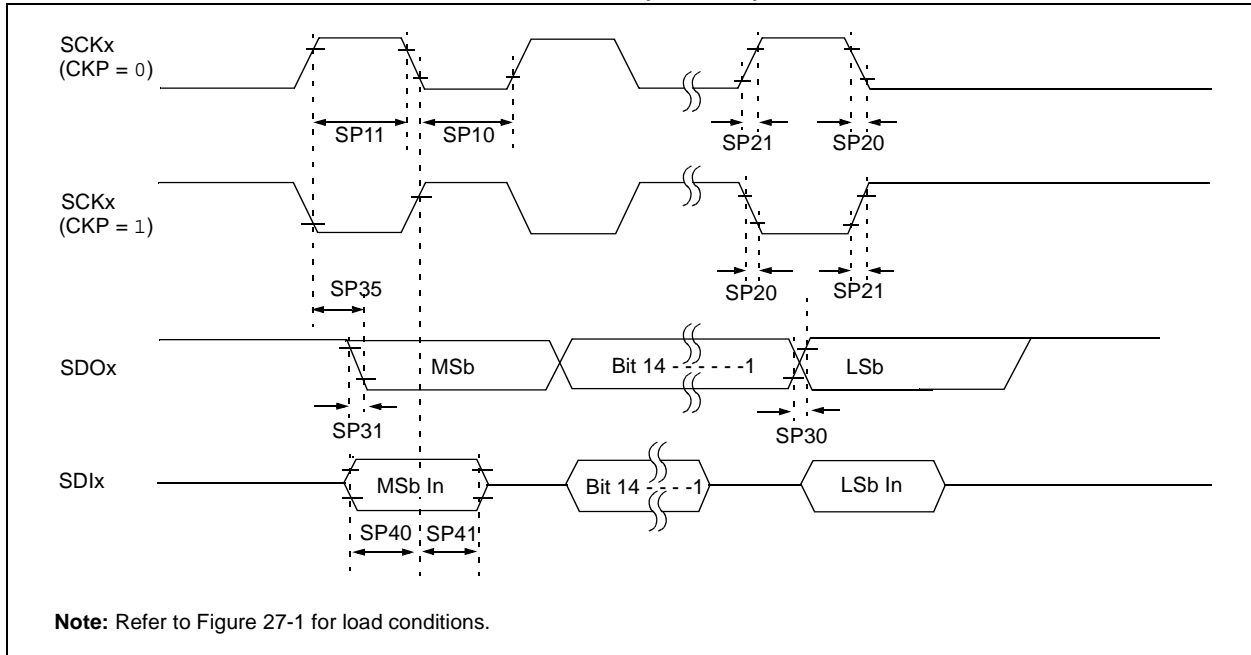 SCKx
(CKP = 0)
SP11
SP10
SP21
SP20
SCKx
(CKP = 1)
SP35
SP20
SP21
SDOx
MSb
Bit 14 - - - - - -1
LSb
SP31
SP30
SDIx
MSb In
Bit 14 - - - -1
LSb In
SP40
SP41
Note: Refer to Figure 27-1 for load conditions.